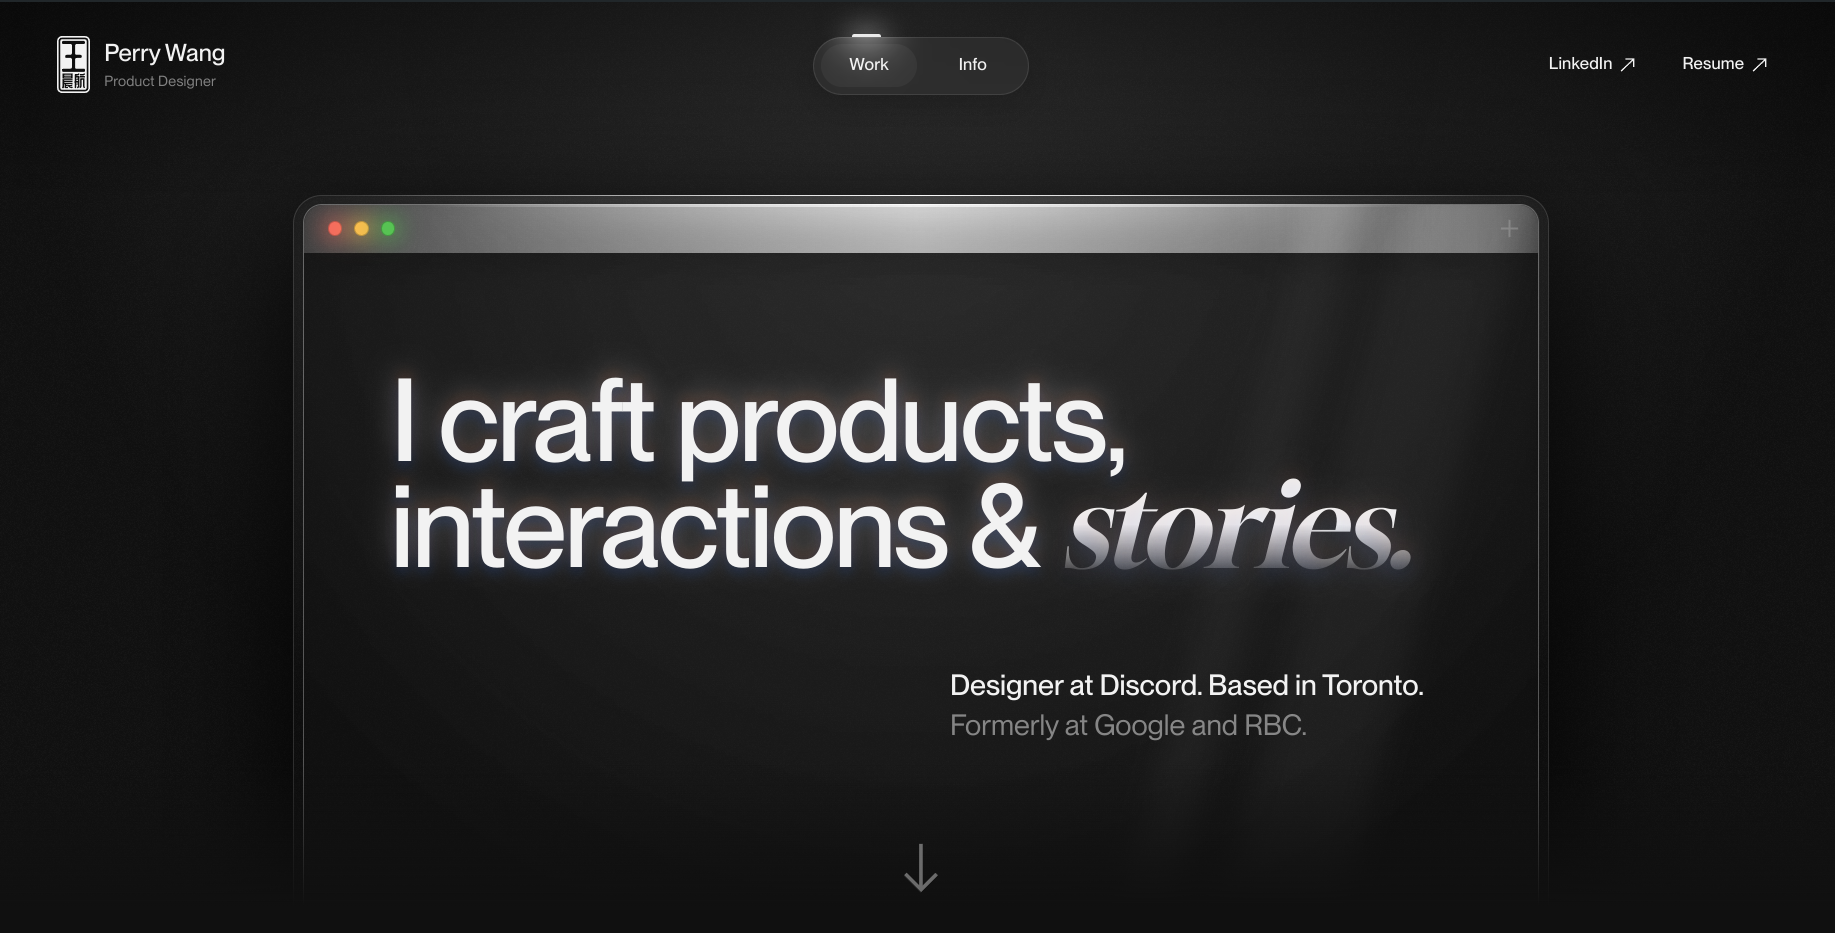 王
晨航
Perry Wang
Product Designer
Work
Info
LinkedIn
Resume
I craft products,
interactions & stories.
Designer at Discord. Based in Toronto.
Formerly at Google and RBC.